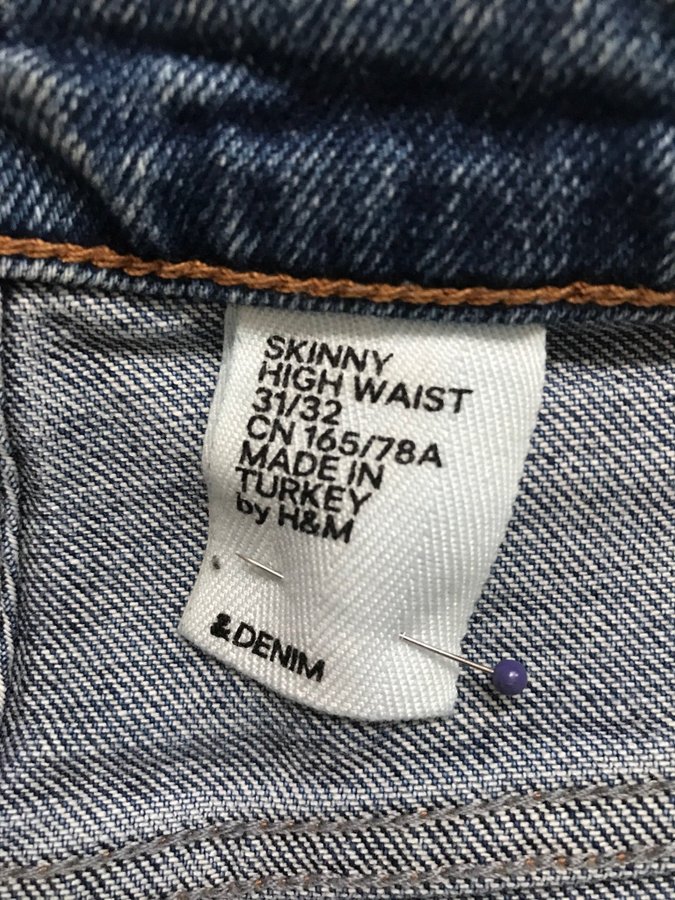 SKINNY
HIGH WAIST
31/32
CN 165/78A
MADE IN
TURKEY
by H&M
&DENIM